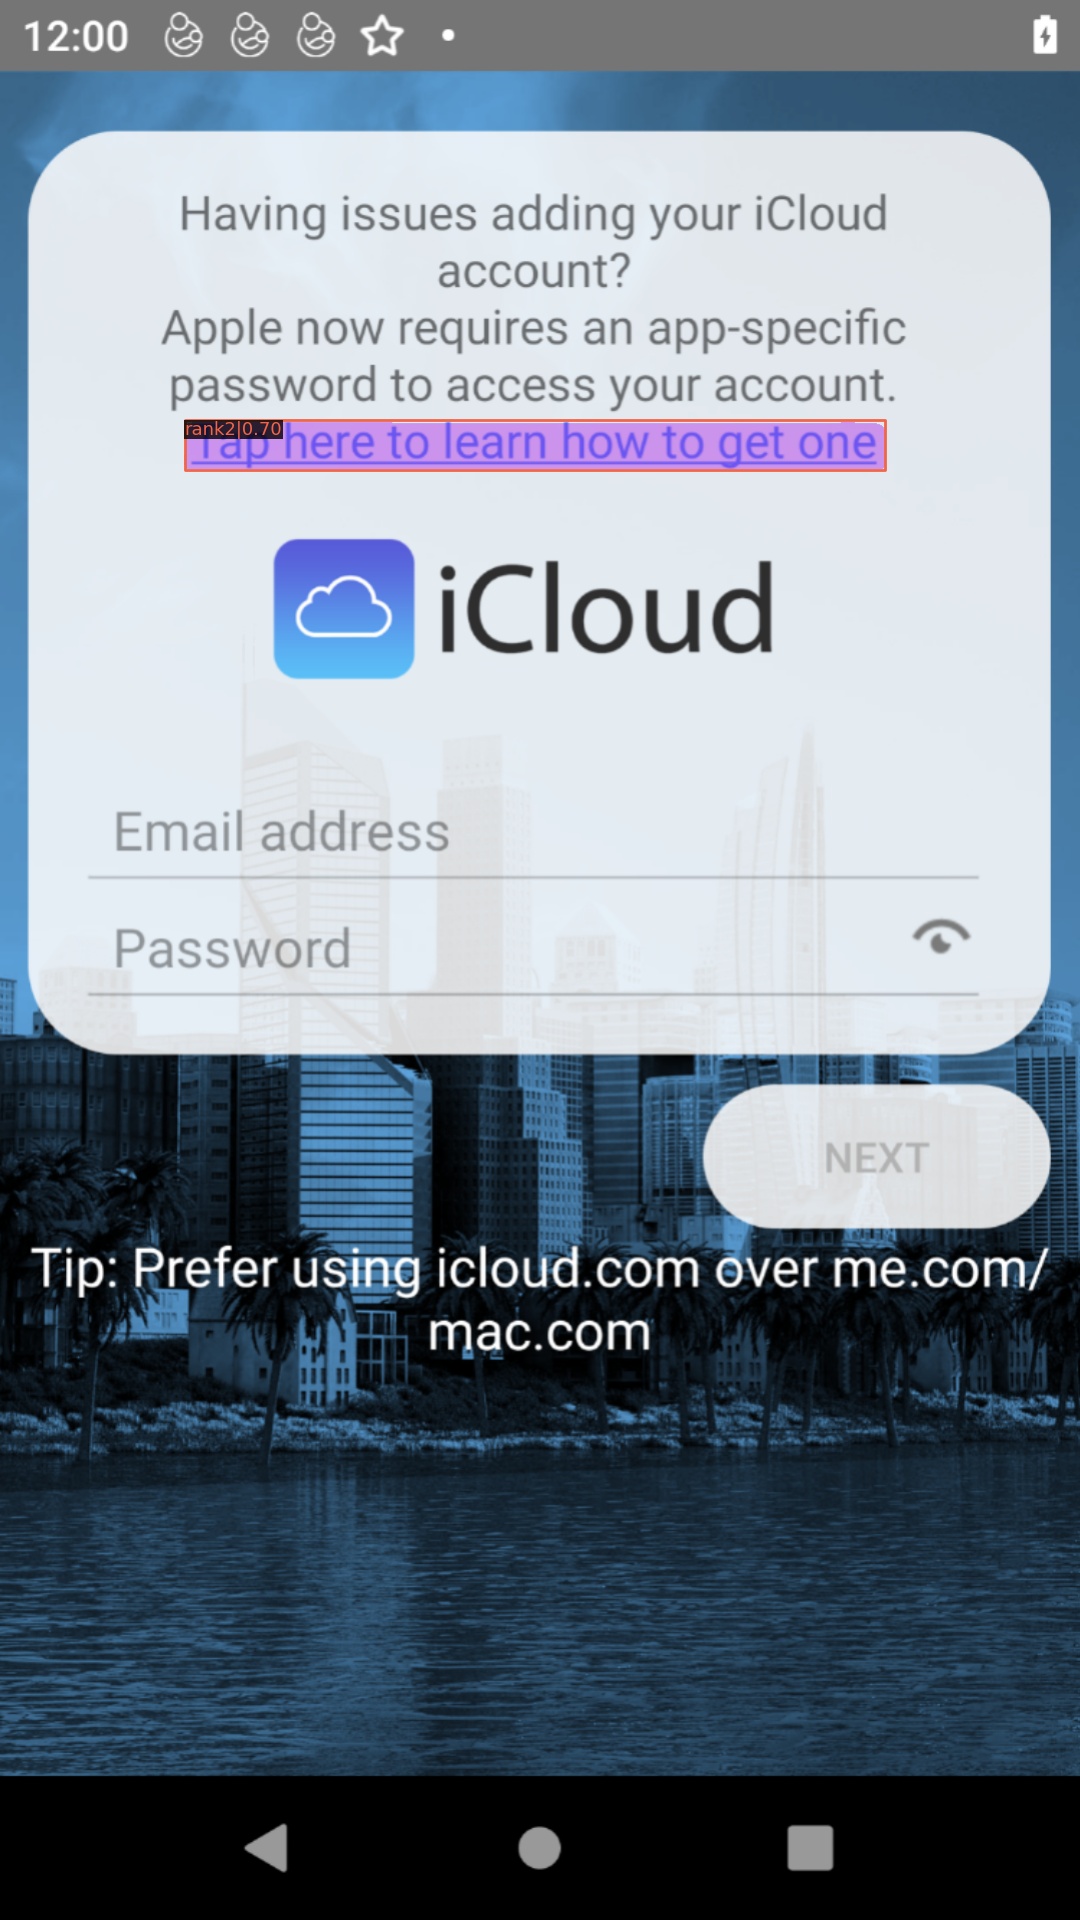 12:00
Having issues adding your iCloud
account?
Apple now requires an app-specific
password to access your account.
rank2|0.70
Tap here to learn how to get one
iCloud
Email address
Password
NEXT
Tip: Prefer using icloud.com over me.com/
mac.com